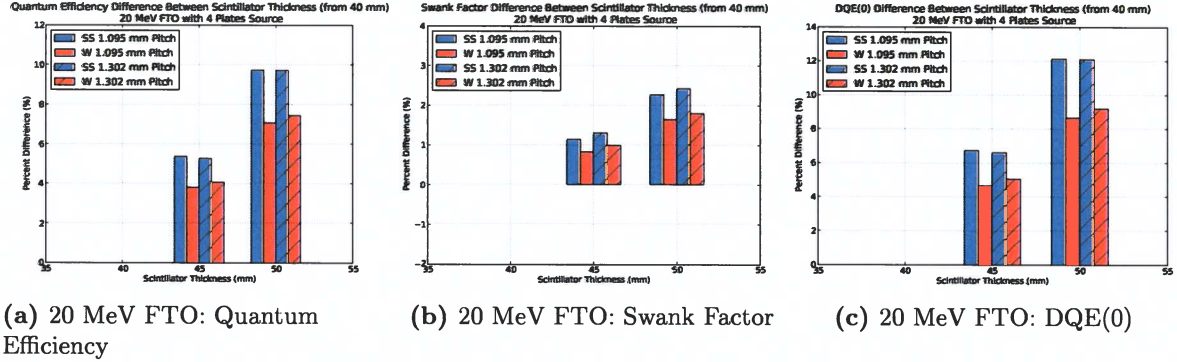 Quantum Efficiency Difference Between Scintillator Thickness (from 40 mm)
20 MeV FTO with 4 Plates Source
SS 1.095 mm Pitch
W 1.095 mm Pitch
SS 1.302 mm Pitch
W 1.302 mm Pitch
Percent Difference (%)
12
10
8
6
4
2
0
35
40
45
50
55
Scintillator Thickness (mm)
Swank Factor Difference Between Scintillator Thickness (from 40 mm)
20 MeV FTO with 4 Plates Source
SS 1.095 mm Pitch
W 1.095 mm Pitch
SS 1.302 mm Pitch
W 1.302 mm Pitch
Percent Difference (%)
4
3
2
1
0
−1
−2
35
40
45
50
55
Scintillator Thickness (mm)
DQE(0) Difference Between Scintillator Thickness (from 40 mm)
20 MeV FTO with 4 Plates Source
SS 1.095 mm Pitch
W 1.095 mm Pitch
SS 1.302 mm Pitch
W 1.302 mm Pitch
Percent Difference (%)
14
12
10
8
6
4
2
0
35
40
45
50
55
Scintillator Thickness (mm)
(a) 20 MeV FTO: Quantum
Efficiency
(b) 20 MeV FTO: Swank Factor
(c) 20 MeV FTO: DQE(0)